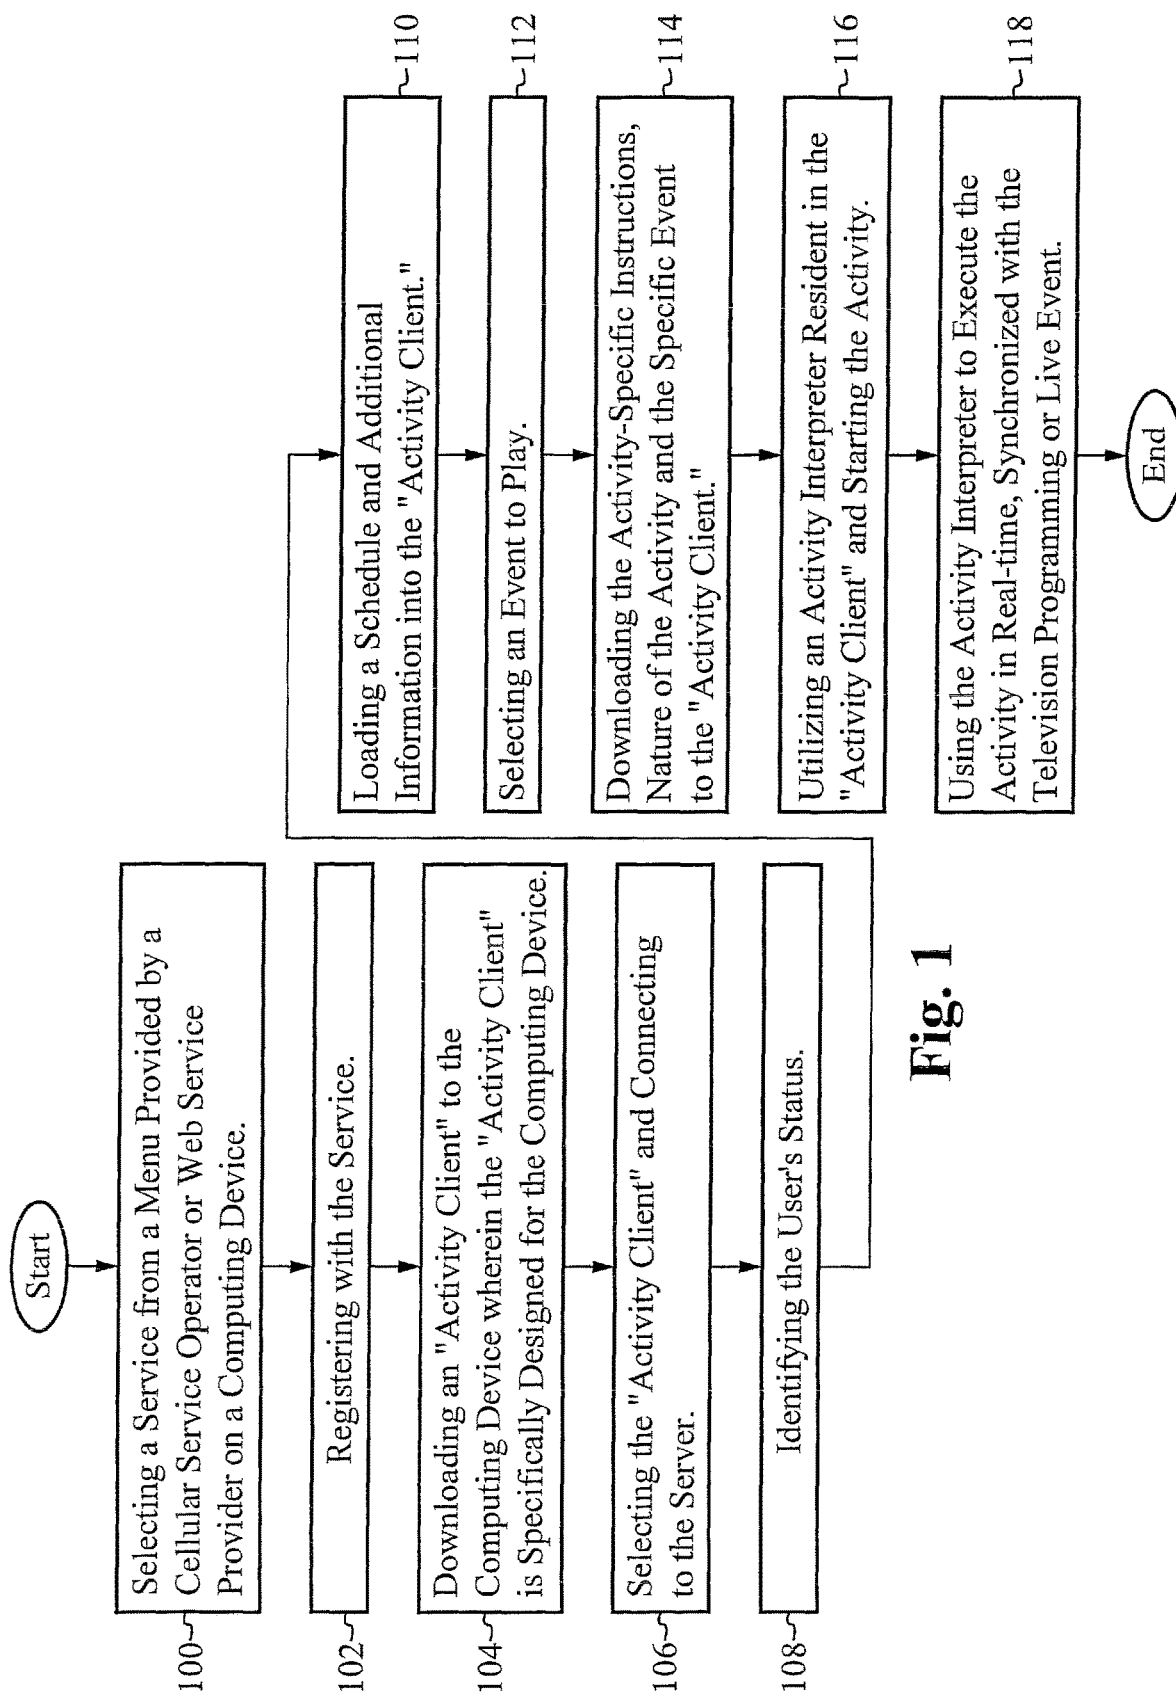 Start
100
Selecting a Service from a Menu Provided by a
Cellular Service Operator or Web Service
Provider on a Computing Device.
102
Registering with the Service.
104
Downloading an "Activity Client" to the
Computing Device wherein the "Activity Client"
is Specifically Designed for the Computing Device.
106
Selecting the "Activity Client" and Connecting
to the Server.
108
Identifying the User's Status.
Loading a Schedule and Additional
Information into the "Activity Client."
110
Selecting an Event to Play.
112
Downloading the Activity-Specific Instructions,
Nature of the Activity and the Specific Event
to the "Activity Client."
114
Utilizing an Activity Interpreter Resident in the
"Activity Client" and Starting the Activity.
116
Using the Activity Interpreter to Execute the
Activity in Real-time, Synchronized with the
Television Programming or Live Event.
118
End
Fig. 1